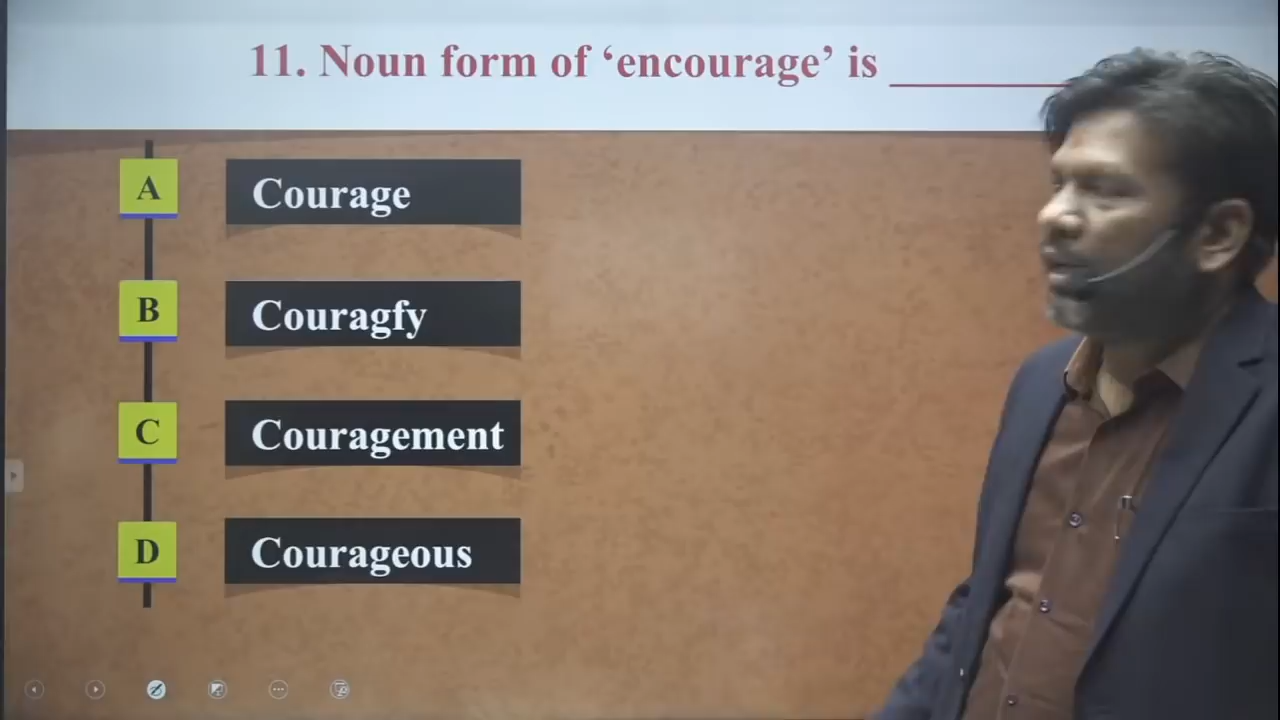 11. Noun form of ‘encourage’ is ________
A Courage
B Couragfy
C Couragement
D Courageous